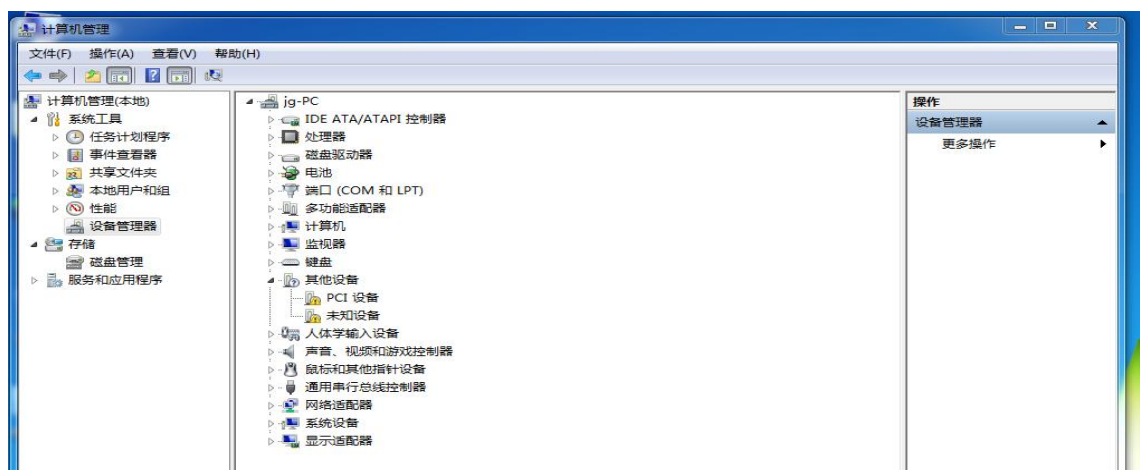 计算机管理
文件(F) 操作(A) 查看(V) 帮助(H)
计算机管理(本地)
系统工具
任务计划程序
事件查看器
共享文件夹
本地用户和组
性能
设备管理器
存储
磁盘管理
服务和应用程序
jg-PC
IDE ATA/ATAPI 控制器
处理器
磁盘驱动器
电池
端口 (COM 和 LPT)
多功能适配器
计算机
监视器
键盘
其他设备
PCI 设备
未知设备
人体学输入设备
声音、视频和游戏控制器
鼠标和其他指针设备
通用串行总线控制器
网络适配器
系统设备
显示适配器
操作
设备管理器
更多操作